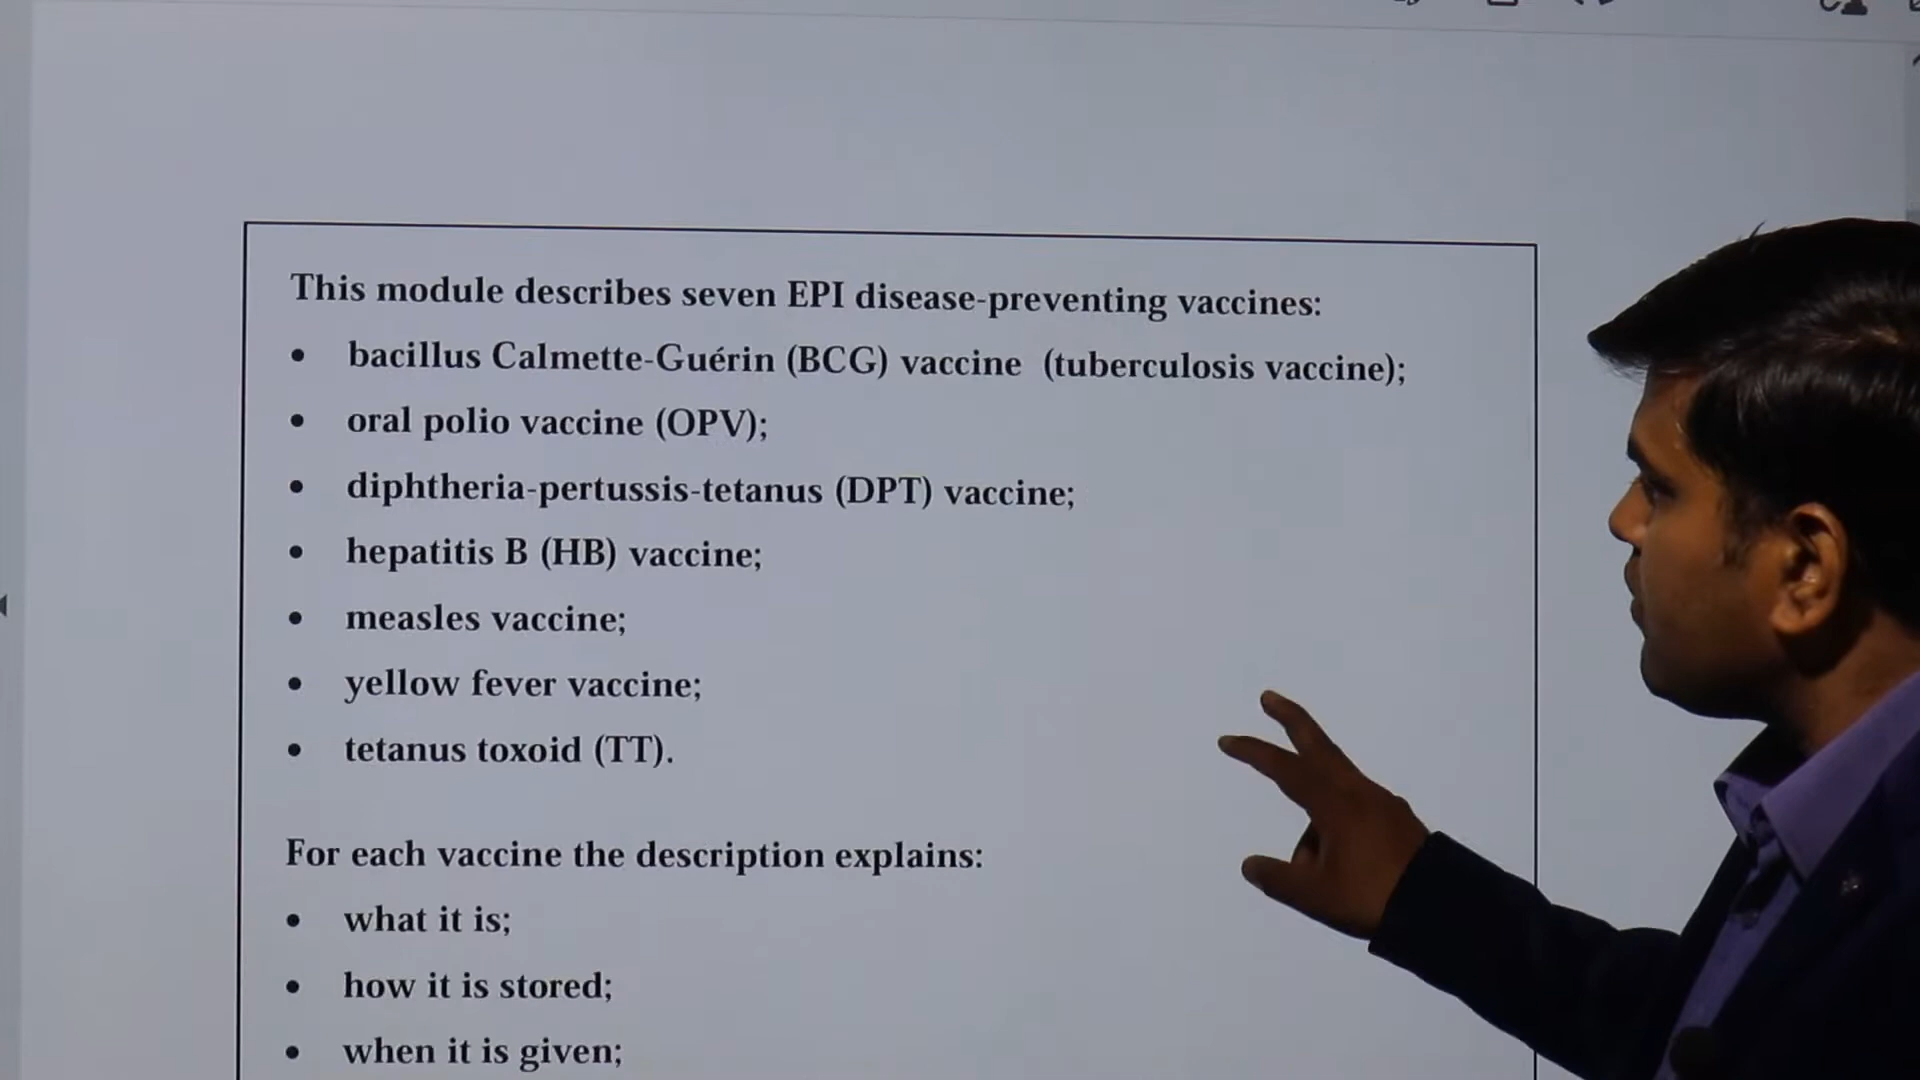 This module describes seven EPI disease-preventing vaccines:
• bacillus Calmette-Guérin (BCG) vaccine (tuberculosis vaccine);
• oral polio vaccine (OPV);
• diphtheria-pertussis-tetanus (DPT) vaccine;
• hepatitis B (HB) vaccine;
• measles vaccine;
• yellow fever vaccine;
• tetanus toxoid (TT).
For each vaccine the description explains:
• what it is;
• how it is stored;
• when it is given;